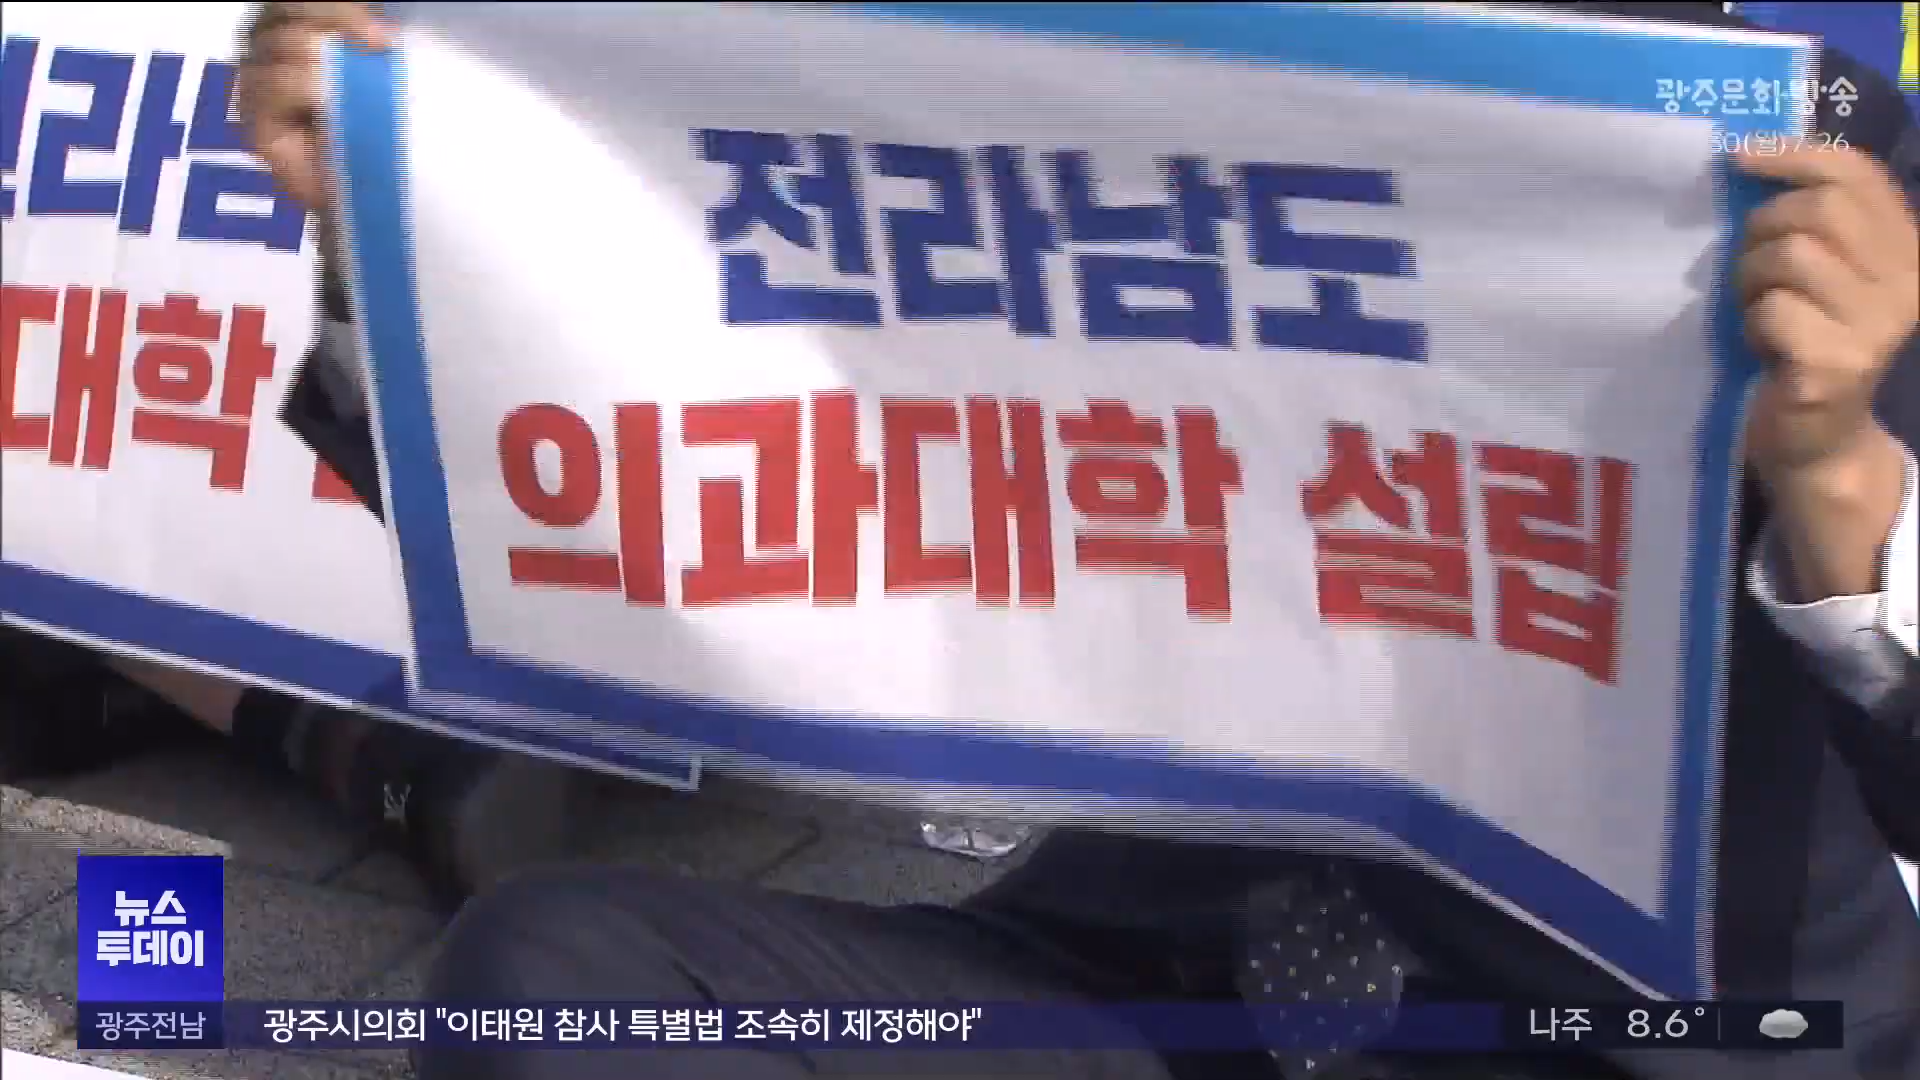 광주문화방송
30(월) 7:26
라남
전라남도
대학
의과대학 설립
뉴스
투데이
광주전남
광주시의회 "이태원 참사 특별법 조속히 제정해야"
나주 8.6°